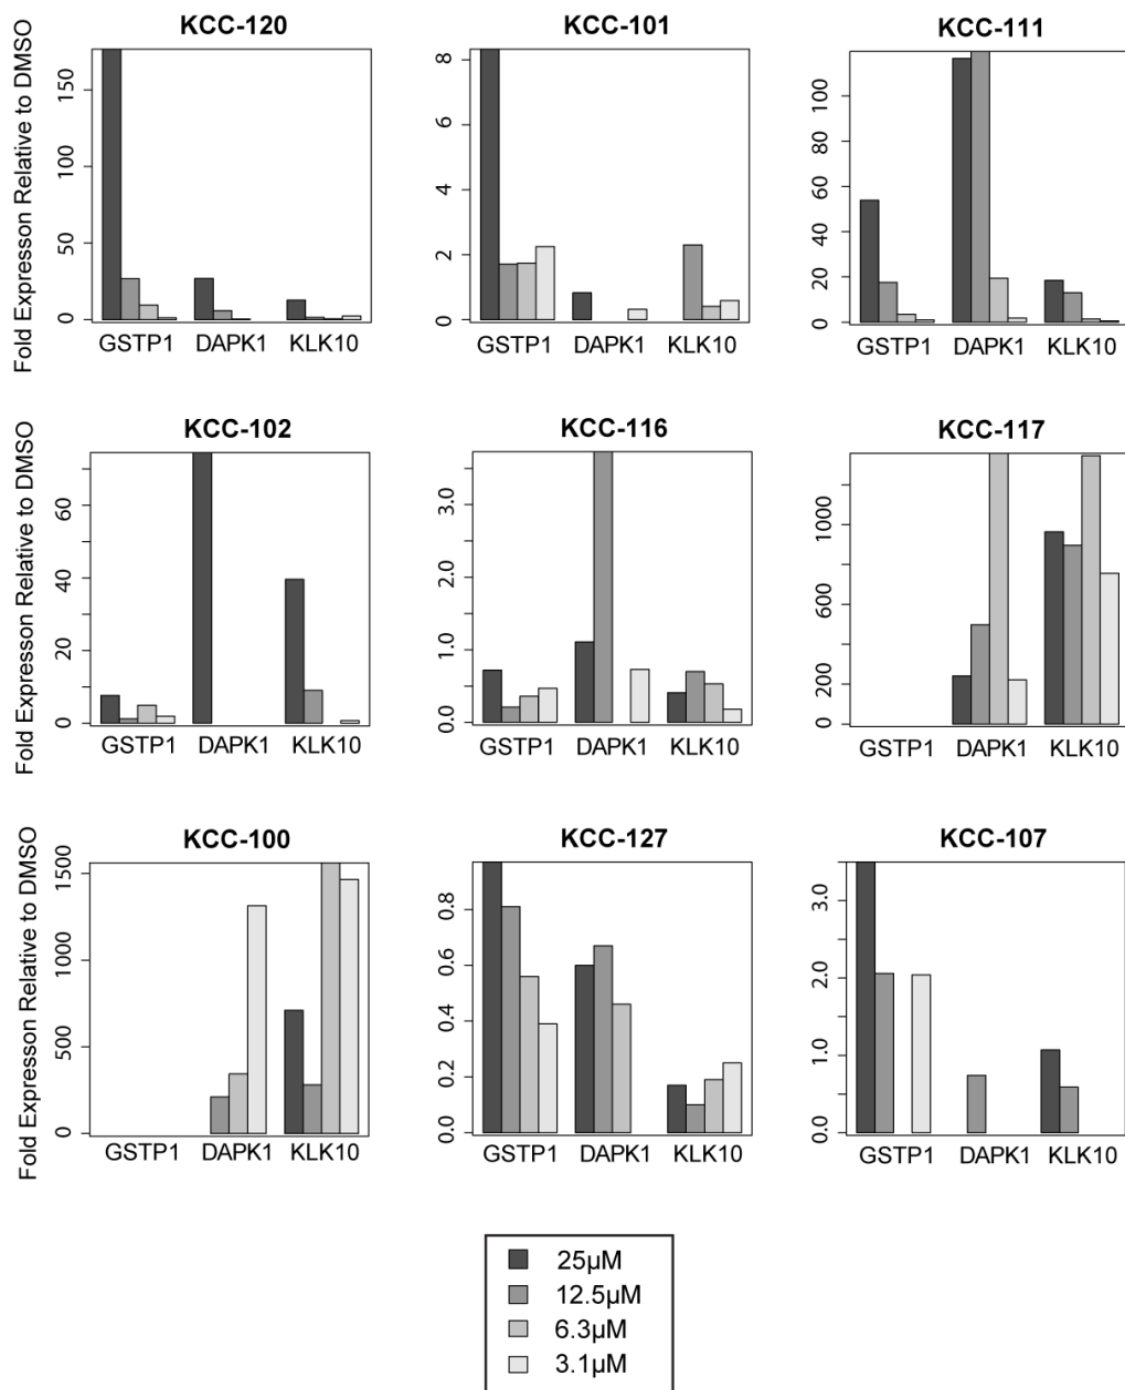 KCC-120 KCC-101 KCC-111
Fold Expresson Relative to DMSO
150
100
50
0
GSTP1 DAPK1 KLK10
8
6
4
2
0
GSTP1 DAPK1 KLK10
100
80
60
40
20
0
GSTP1 DAPK1 KLK10
KCC-102 KCC-116 KCC-117
Fold Expresson Relative to DMSO
60
40
20
0
GSTP1 DAPK1 KLK10
3.0
2.0
1.0
0.0
GSTP1 DAPK1 KLK10
1000
600
200
0
GSTP1 DAPK1 KLK10
KCC-100 KCC-127 KCC-107
Fold Expresson Relative to DMSO
1500
1000
500
0
GSTP1 DAPK1 KLK10
0.8
0.6
0.4
0.2
0.0
GSTP1 DAPK1 KLK10
3.0
2.0
1.0
0.0
GSTP1 DAPK1 KLK10
25µM
12.5µM
6.3µM
3.1µM